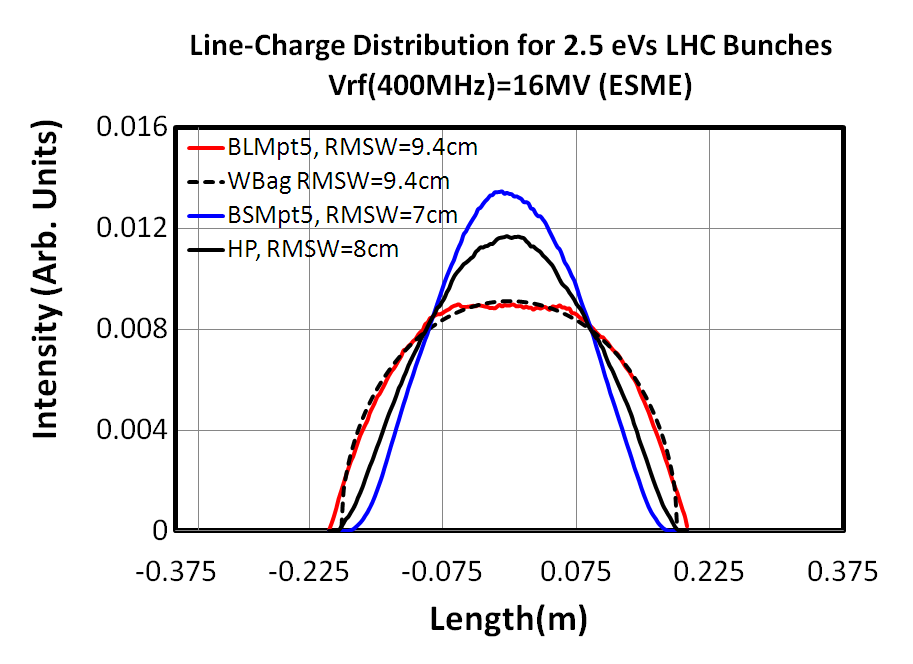 Line-Charge Distribution for 2.5 eVs LHC Bunches
Vrf(400MHz)=16MV (ESME)
Intensity (Arb. Units)
0.016
0.012
0.008
0.004
0
BLMpt5, RMSW=9.4cm
WBag RMSW=9.4cm
BSMpt5, RMSW=7cm
HP, RMSW=8cm
-0.375 -0.225 -0.075 0.075 0.225 0.375
Length(m)